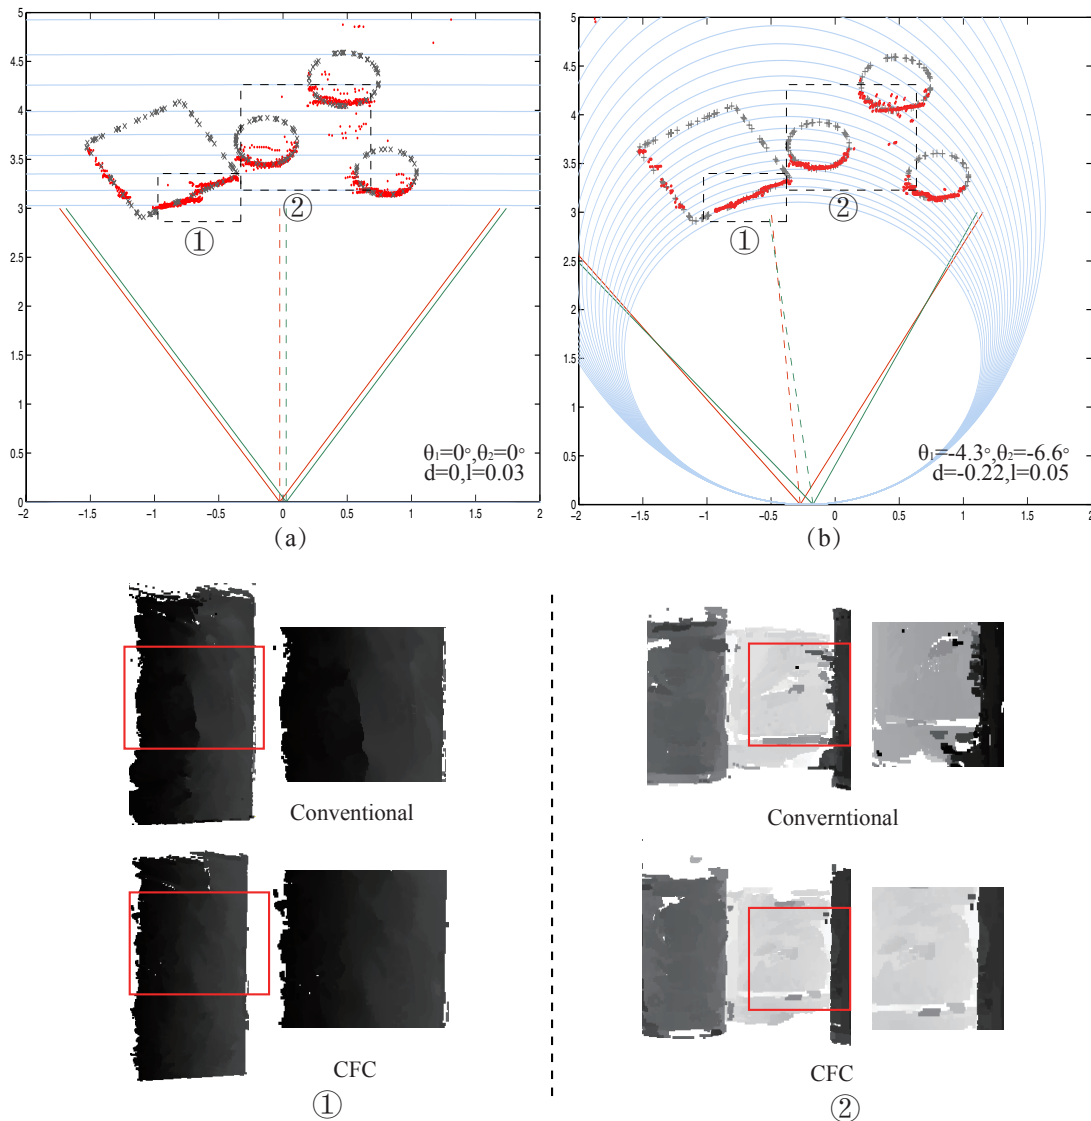 5
4.5
4
3.5
3
2.5
2
1.5
1
0.5
0
-2 -1.5 -1 -0.5 0 0.5 1 1.5 2
①
②
θ₁=0°,θ₂=0°
d=0,l=0.03
(a)
5
4.5
4
3.5
3
2.5
2
1.5
1
0.5
0
-2 -1.5 -1 -0.5 0 0.5 1 1.5 2
①
②
θ₁=-4.3°,θ₂=-6.6°
d=-0.22,l=0.05
(b)
Conventional
CFC
①
Converntional
CFC
②